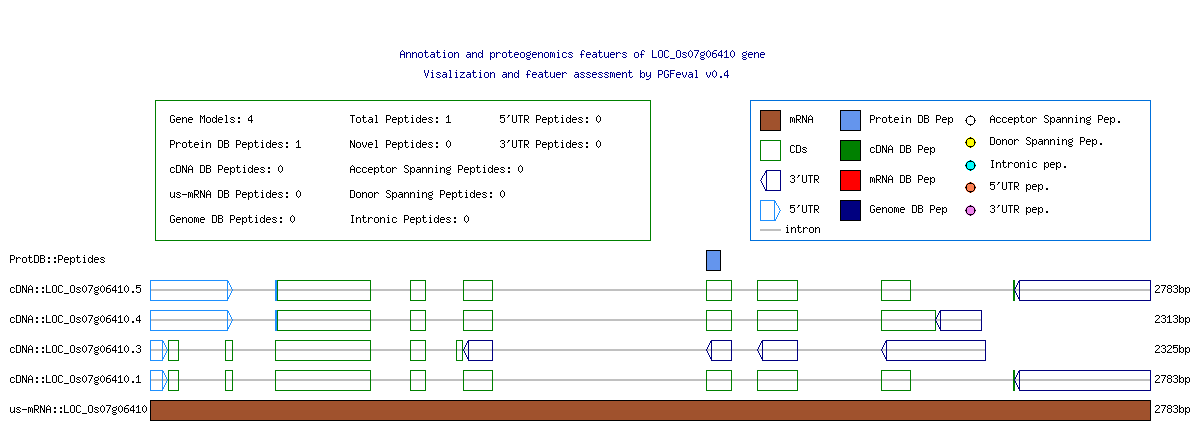 Annotation and proteogenomics featuers of LOC_Os07g06410 gene
Visalization and featuer assessment by PGFeval v0.4
Gene Models: 4 Total Peptides: 1 5'UTR Peptides: 0
Protein DB Peptides: 1 Novel Peptides: 0 3'UTR Peptides: 0
cDNA DB Peptides: 0 Acceptor Spanning Peptides: 0
us-mRNA DB Peptides: 0 Donor Spanning Peptides: 0
Genome DB Peptides: 0 Intronic Peptides: 0
mRNA Protein DB Pep Acceptor Spanning Pep.
CDs cDNA DB Pep Donor Spanning Pep.
3'UTR mRNA DB Pep Intronic pep.
5'UTR Genome DB Pep 5'UTR pep.
intron 3'UTR pep.
ProtDB::Peptides
cDNA::LOC_Os07g06410.5 2783bp
cDNA::LOC_Os07g06410.4 2313bp
cDNA::LOC_Os07g06410.3 2325bp
cDNA::LOC_Os07g06410.1 2783bp
us-mRNA::LOC_Os07g06410 2783bp